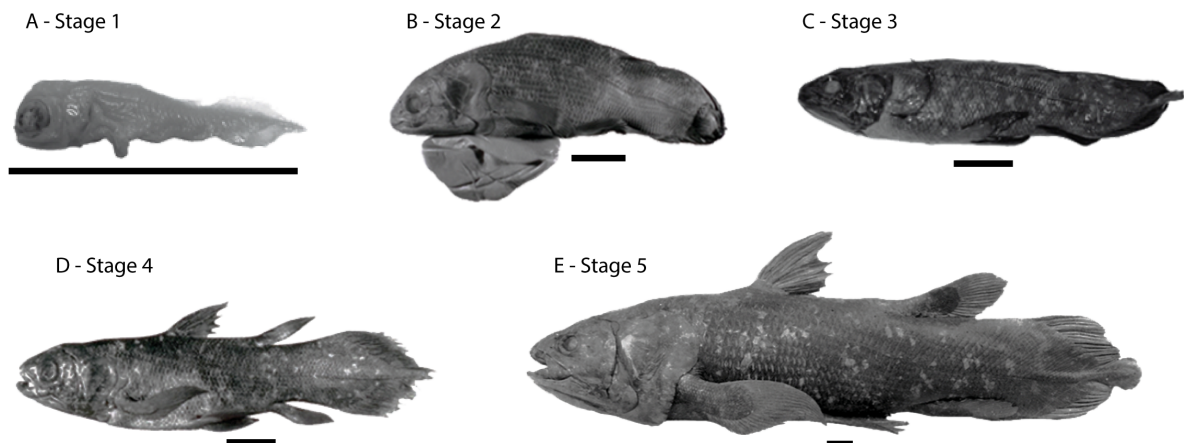 A - Stage 1
B - Stage 2
C - Stage 3
D - Stage 4
E - Stage 5